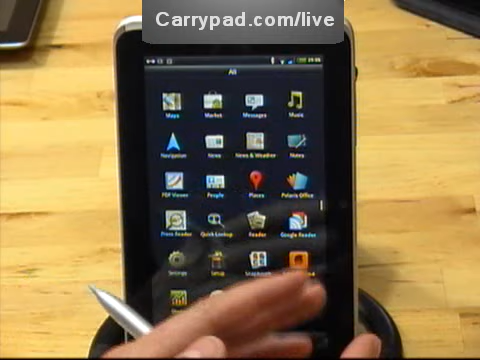 Carrypad.com/live
All
Maps Market Messages Music
Navigation News News & Weather Notes
PDF Viewer People Places Polaris Office
Press Reader Quick Lookup Reader Google Reader
Settings Setup